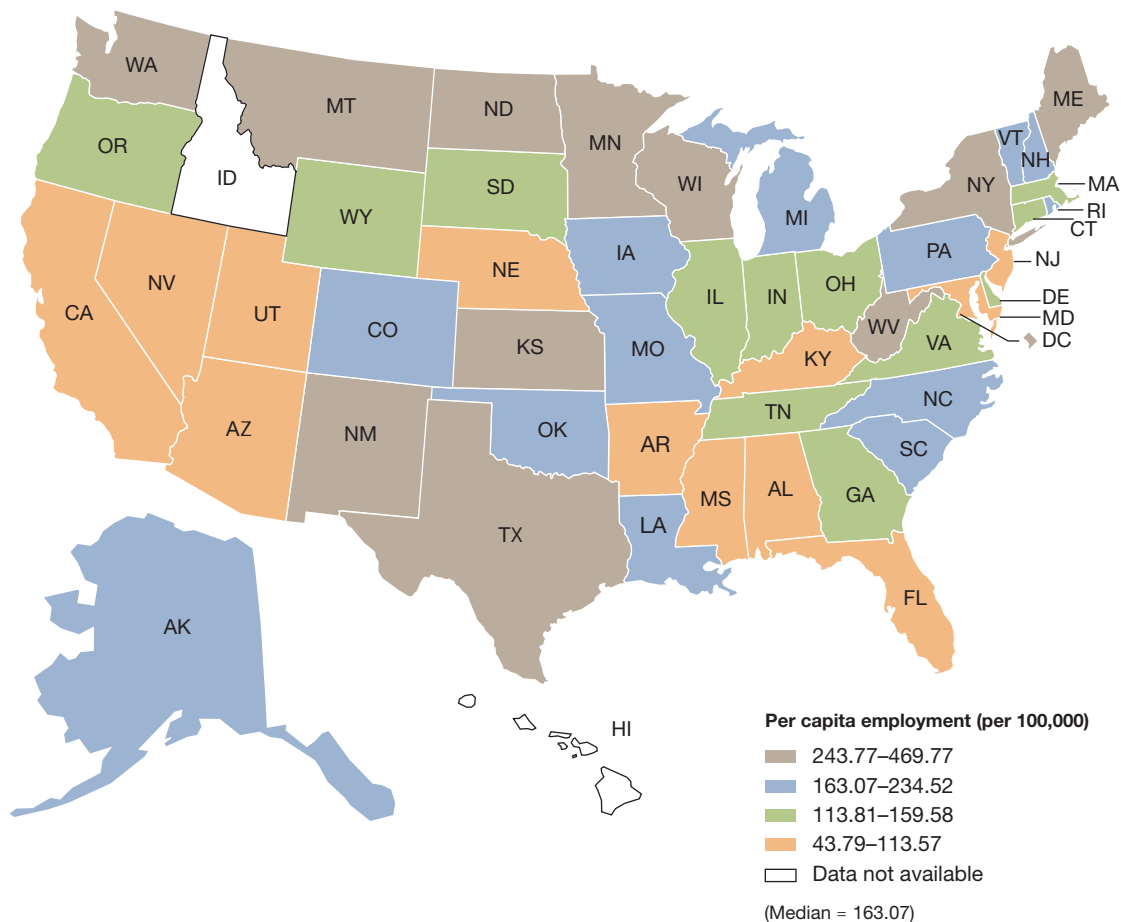 WA
MT
ND
MN
ME
VT
NH
OR
ID
SD
WI
NY
MA
WY
MI
RI
CT
IA
PA
NJ
NE
NV
UT
IL
IN
OH
DE
CA
CO
MD
WV
DC
KS
MO
VA
KY
NC
TN
AZ
NM
OK
AR
SC
MS
AL
GA
TX
LA
FL
AK
HI
Per capita employment (per 100,000)
243.77–469.77
163.07–234.52
113.81–159.58
43.79–113.57
Data not available
(Median = 163.07)